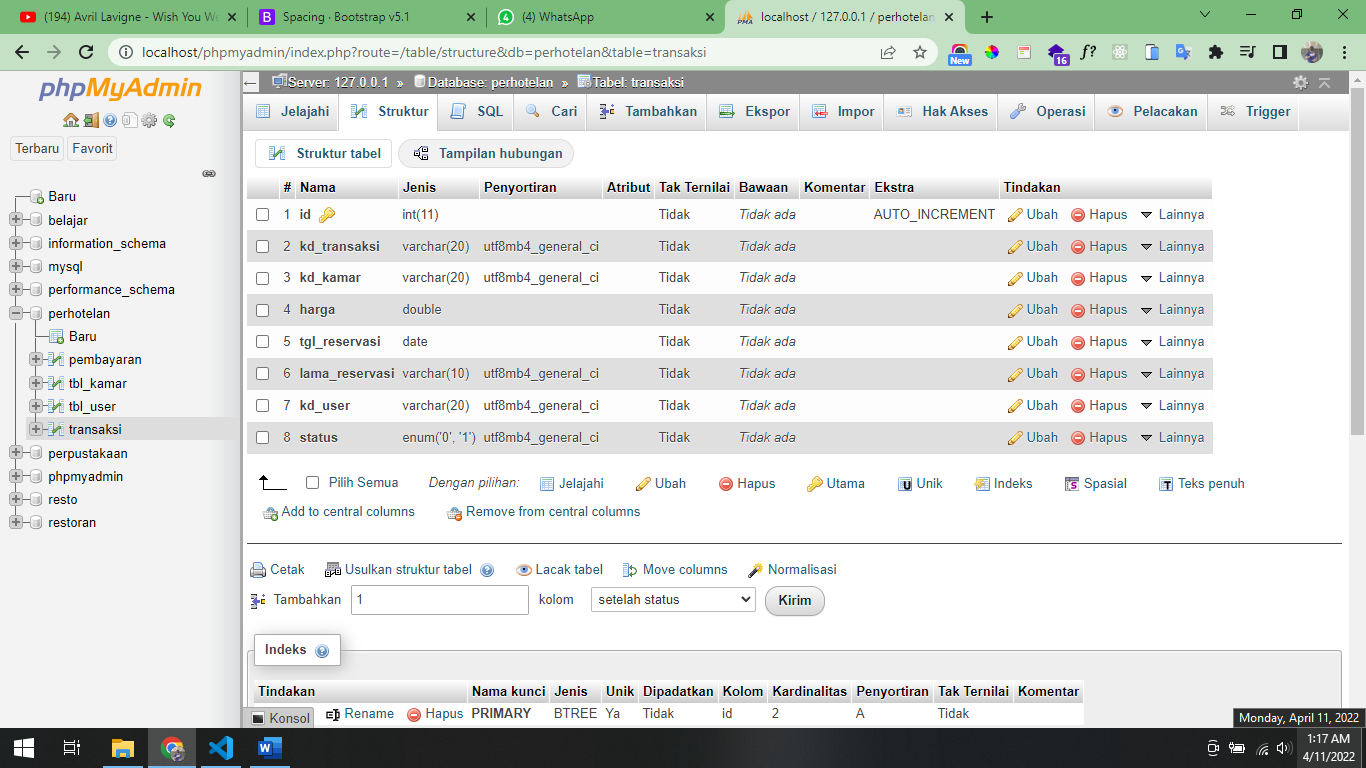 (194) Avril Lavigne - Wish You We
Spacing · Bootstrap v5.1
(4) WhatsApp
localhost / 127.0.0.1 / perhotelan
localhost/phpmyadmin/index.php?route=/table/structure&db=perhotelan&table=transaksi
New
16
f?
phpMyAdmin
Terbaru Favorit
Baru
belajar
information_schema
mysql
performance_schema
perhotelan
Baru
pembayaran
tbl_kamar
tbl_user
transaksi
perpustakaan
phpmyadmin
resto
restoran
Server: 127.0.0.1 » Database: perhotelan » Tabel: transaksi
Jelajahi Struktur SQL Cari Tambahkan Ekspor Impor Hak Akses Operasi Pelacakan Trigger
Struktur tabel Tampilan hubungan
# Nama Jenis Penyortiran Atribut Tak Ternilai Bawaan Komentar Ekstra Tindakan
1 id int(11) Tidak Tidak ada AUTO_INCREMENT Ubah Hapus Lainnya
2 kd_transaksi varchar(20) utf8mb4_general_ci Tidak Tidak ada Ubah Hapus Lainnya
3 kd_kamar varchar(20) utf8mb4_general_ci Tidak Tidak ada Ubah Hapus Lainnya
4 harga double Tidak Tidak ada Ubah Hapus Lainnya
5 tgl_reservasi date Tidak Tidak ada Ubah Hapus Lainnya
6 lama_reservasi varchar(10) utf8mb4_general_ci Tidak Tidak ada Ubah Hapus Lainnya
7 kd_user varchar(20) utf8mb4_general_ci Tidak Tidak ada Ubah Hapus Lainnya
8 status enum('0', '1') utf8mb4_general_ci Tidak Tidak ada Ubah Hapus Lainnya
Pilih Semua Dengan pilihan: Jelajahi Ubah Hapus Utama Unik Indeks Spasial Teks penuh
Add to central columns Remove from central columns
Cetak Usulkan struktur tabel Lacak tabel Move columns Normalisasi
Tambahkan 1 kolom setelah status Kirim
Indeks
Tindakan Nama kunci Jenis Unik Dipadatkan Kolom Kardinalitas Penyortiran Tak Ternilai Komentar
Rename Hapus PRIMARY BTREE Ya Tidak id 2 A Tidak
Konsol
Monday, April 11, 2022
1:17 AM
4/11/2022